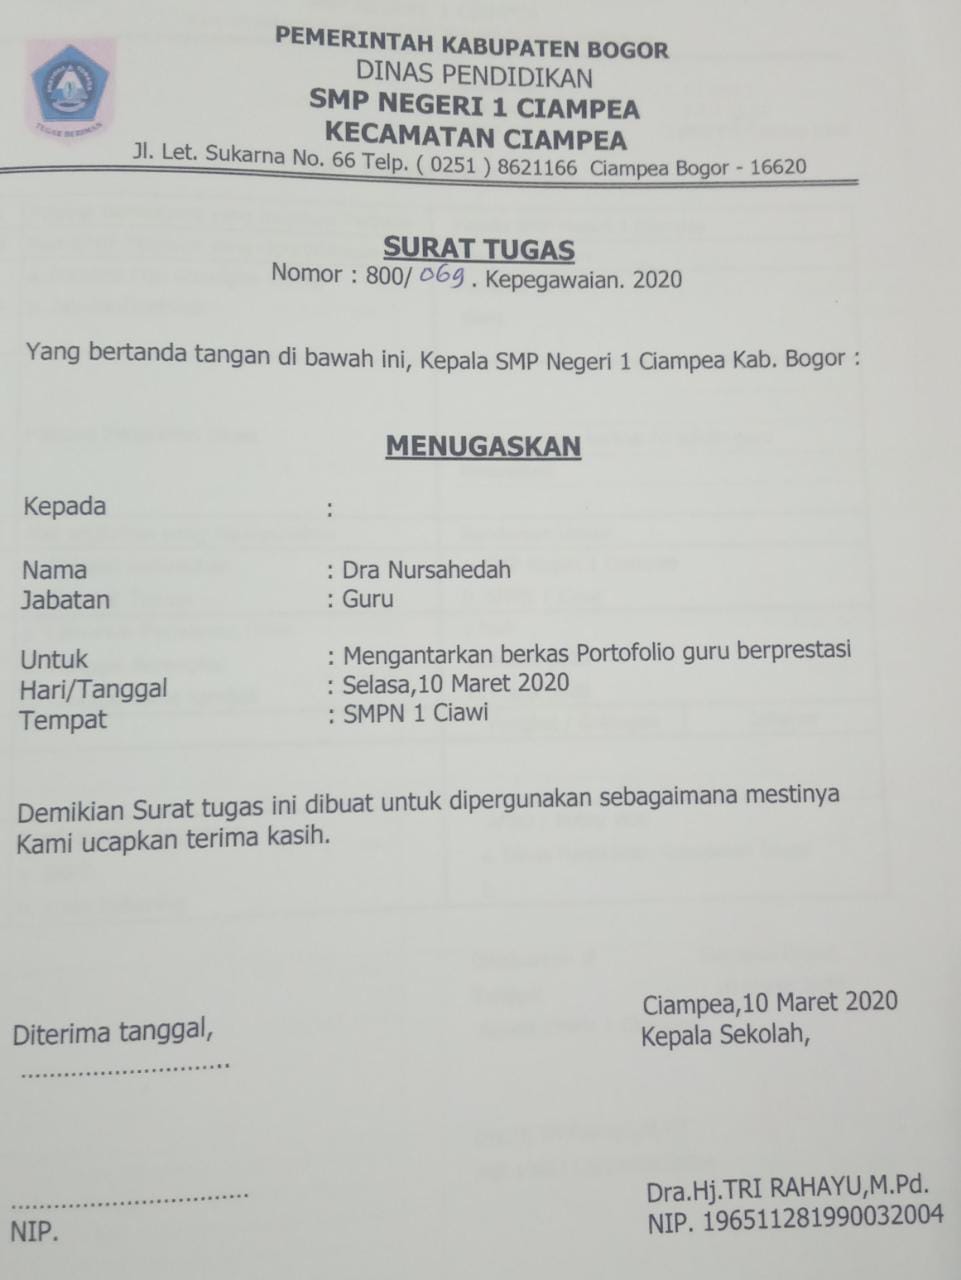 PEMERINTAH KABUPATEN BOGOR
DINAS PENDIDIKAN
SMP NEGERI 1 CIAMPEA
KECAMATAN CIAMPEA
Jl. Let. Sukarna No. 66 Telp. ( 0251 ) 8621166 Ciampea Bogor - 16620
TEGAR BERIMAN
SURAT TUGAS
Nomor : 800/ 069 . Kepegawaian. 2020
Yang bertanda tangan di bawah ini, Kepala SMP Negeri 1 Ciampea Kab. Bogor :
MENUGASKAN
Kepada :
Nama : Dra Nursahedah
Jabatan : Guru
Untuk : Mengantarkan berkas Portofolio guru berprestasi
Hari/Tanggal : Selasa,10 Maret 2020
Tempat : SMPN 1 Ciawi
Demikian Surat tugas ini dibuat untuk dipergunakan sebagaimana mestinya
Kami ucapkan terima kasih.
Ciampea,10 Maret 2020
Diterima tanggal, Kepala Sekolah,
..............................
..................................
Dra.Hj.TRI RAHAYU,M.Pd.
NIP. NIP. 196511281990032004